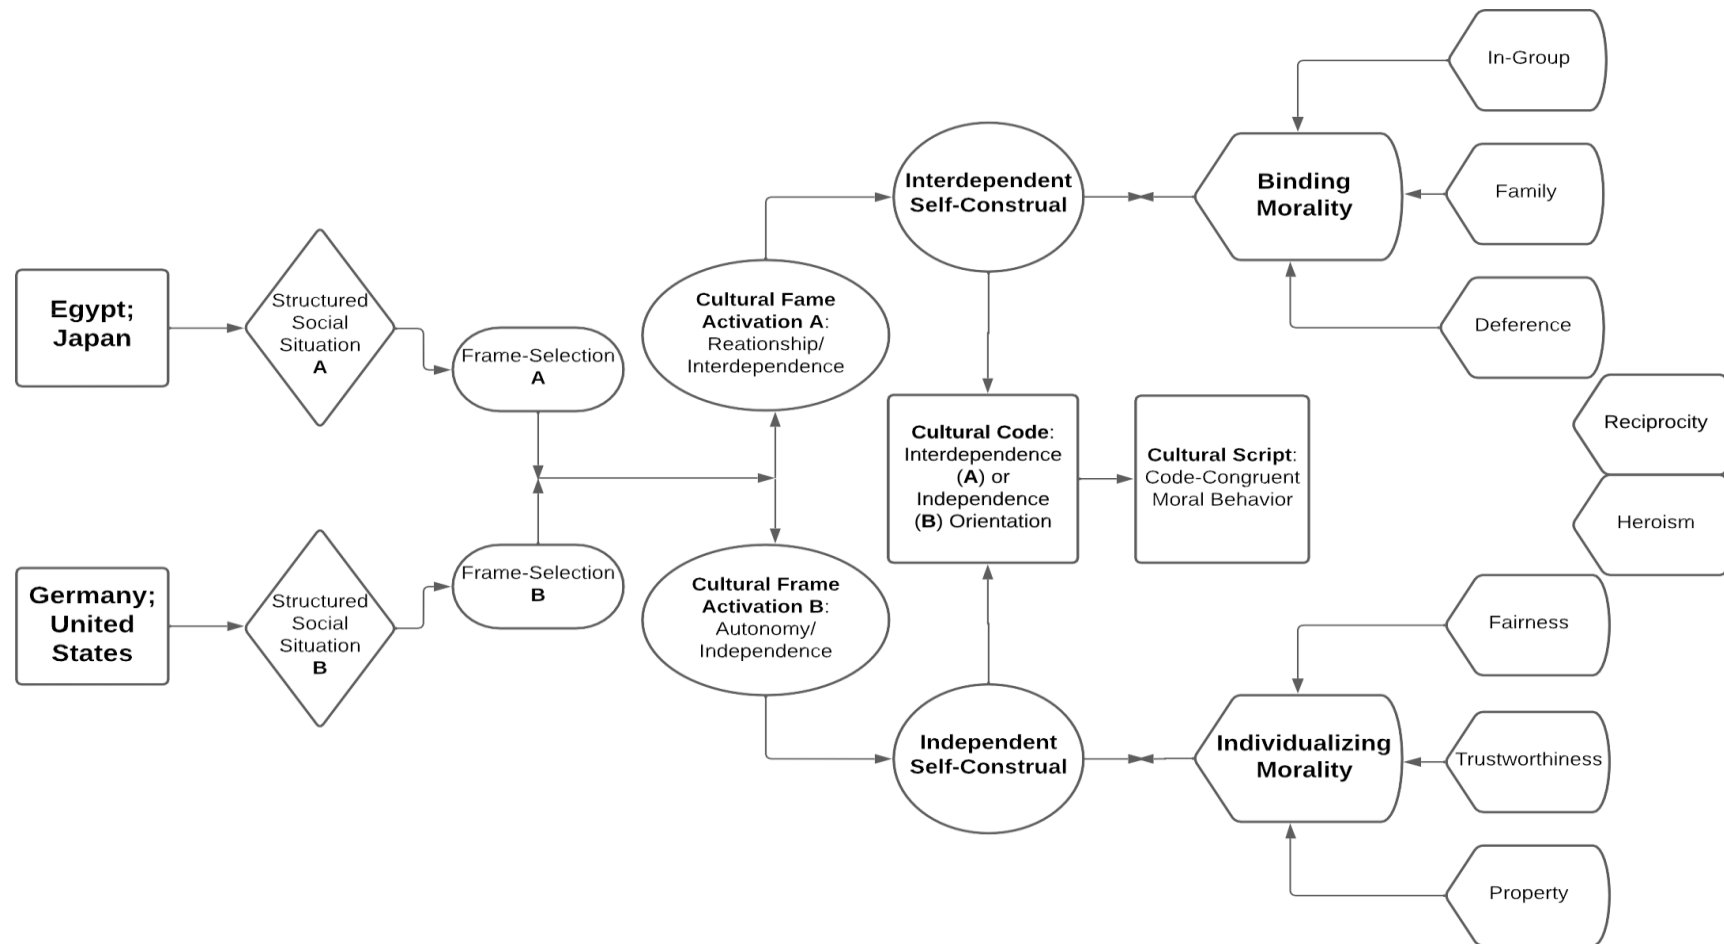 Egypt;
Japan
Structured
Social
Situation
A
Frame-Selection
A
Cultural Fame
Activation A:
Reationship/
Interdependence
Interdependent
Self-Construal
Binding
Morality
In-Group
Family
Deference
Reciprocity
Heroism
Cultural Code:
Interdependence
(A) or
Independence
(B) Orientation
Cultural Script:
Code-Congruent
Moral Behavior
Germany;
United
States
Structured
Social
Situation
B
Frame-Selection
B
Cultural Frame
Activation B:
Autonomy/
Independence
Independent
Self-Construal
Individualizing
Morality
Fairness
Trustworthiness
Property